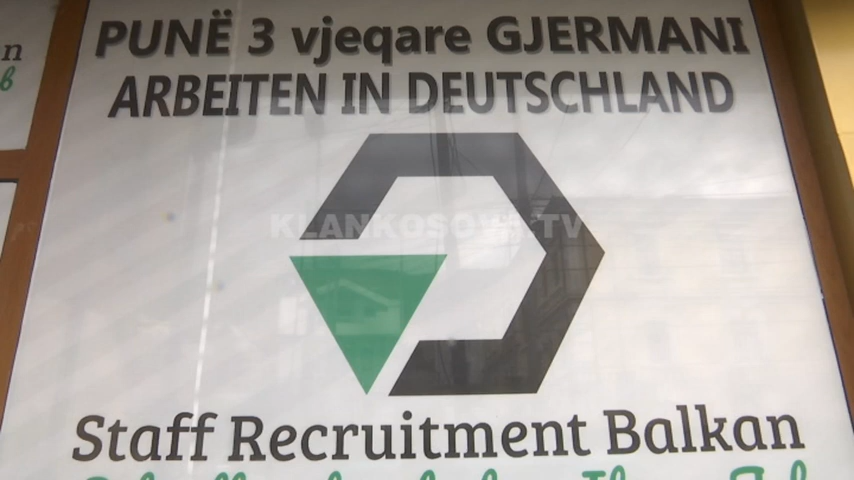 PUNË 3 vjeqare GJERMANI
ARBEITEN IN DEUTSCHLAND
KLANKOSOVA.TV
Staff Recruitment Balkan